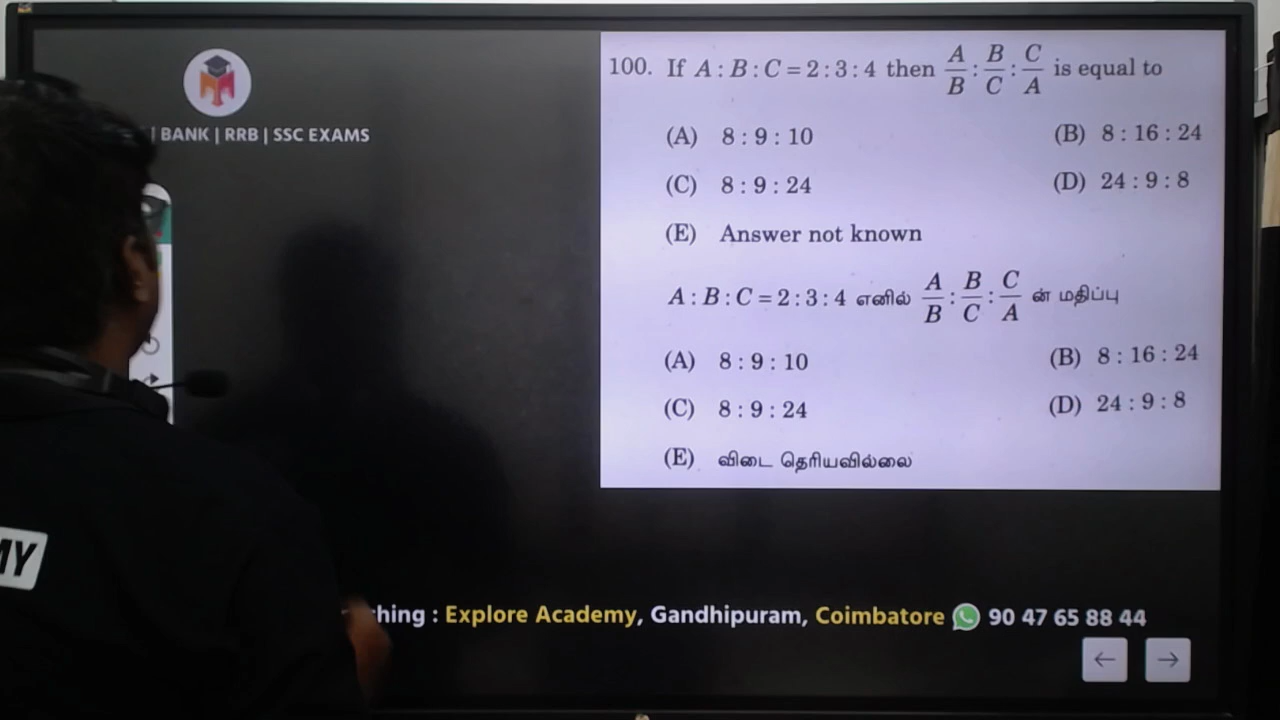 | BANK | RRB | SSC EXAMS
100. If A : B : C = 2 : 3 : 4 then A/B : B/C : C/A is equal to
(A) 8 : 9 : 10 (B) 8 : 16 : 24
(C) 8 : 9 : 24 (D) 24 : 9 : 8
(E) Answer not known
A : B : C = 2 : 3 : 4 எனில் A/B : B/C : C/A ன் மதிப்பு
(A) 8 : 9 : 10 (B) 8 : 16 : 24
(C) 8 : 9 : 24 (D) 24 : 9 : 8
(E) விடை தெரியவில்லை
MY
hing : Explore Academy, Gandhipuram, Coimbatore 90 47 65 88 44